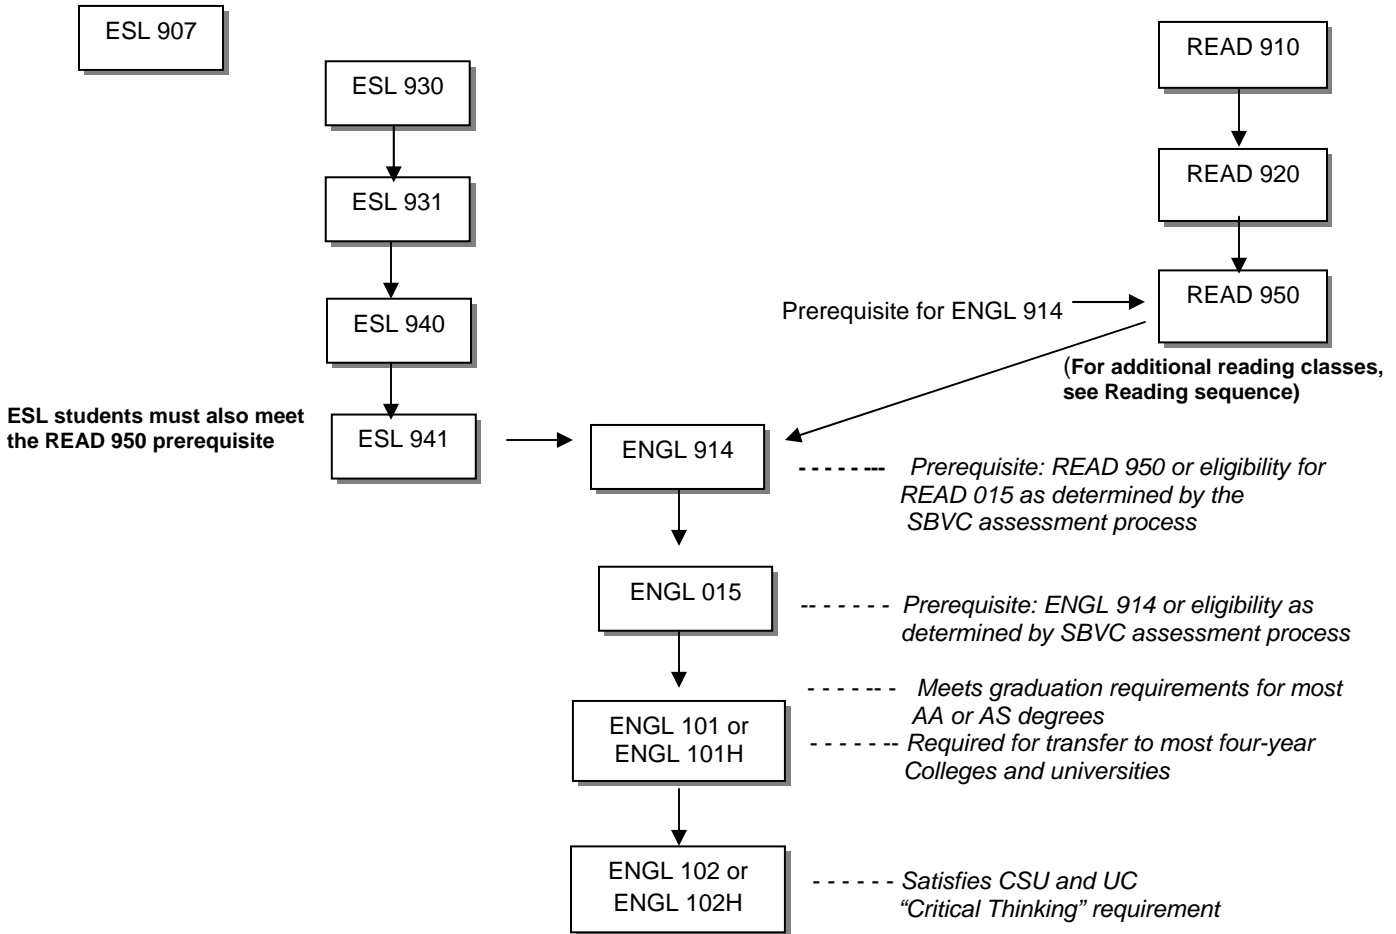 ESL 907
READ 910
ESL 930
READ 920
ESL 931
READ 950
Prerequisite for ENGL 914
ESL 940
(For additional reading classes,
see Reading sequence)
ESL students must also meet
the READ 950 prerequisite
ESL 941
ENGL 914
Prerequisite: READ 950 or eligibility for
READ 015 as determined by the
SBVC assessment process
ENGL 015
Prerequisite: ENGL 914 or eligibility as
determined by SBVC assessment process
Meets graduation requirements for most
AA or AS degrees
ENGL 101 or
ENGL 101H
Required for transfer to most four-year
Colleges and universities
ENGL 102 or
ENGL 102H
Satisfies CSU and UC
“Critical Thinking” requirement